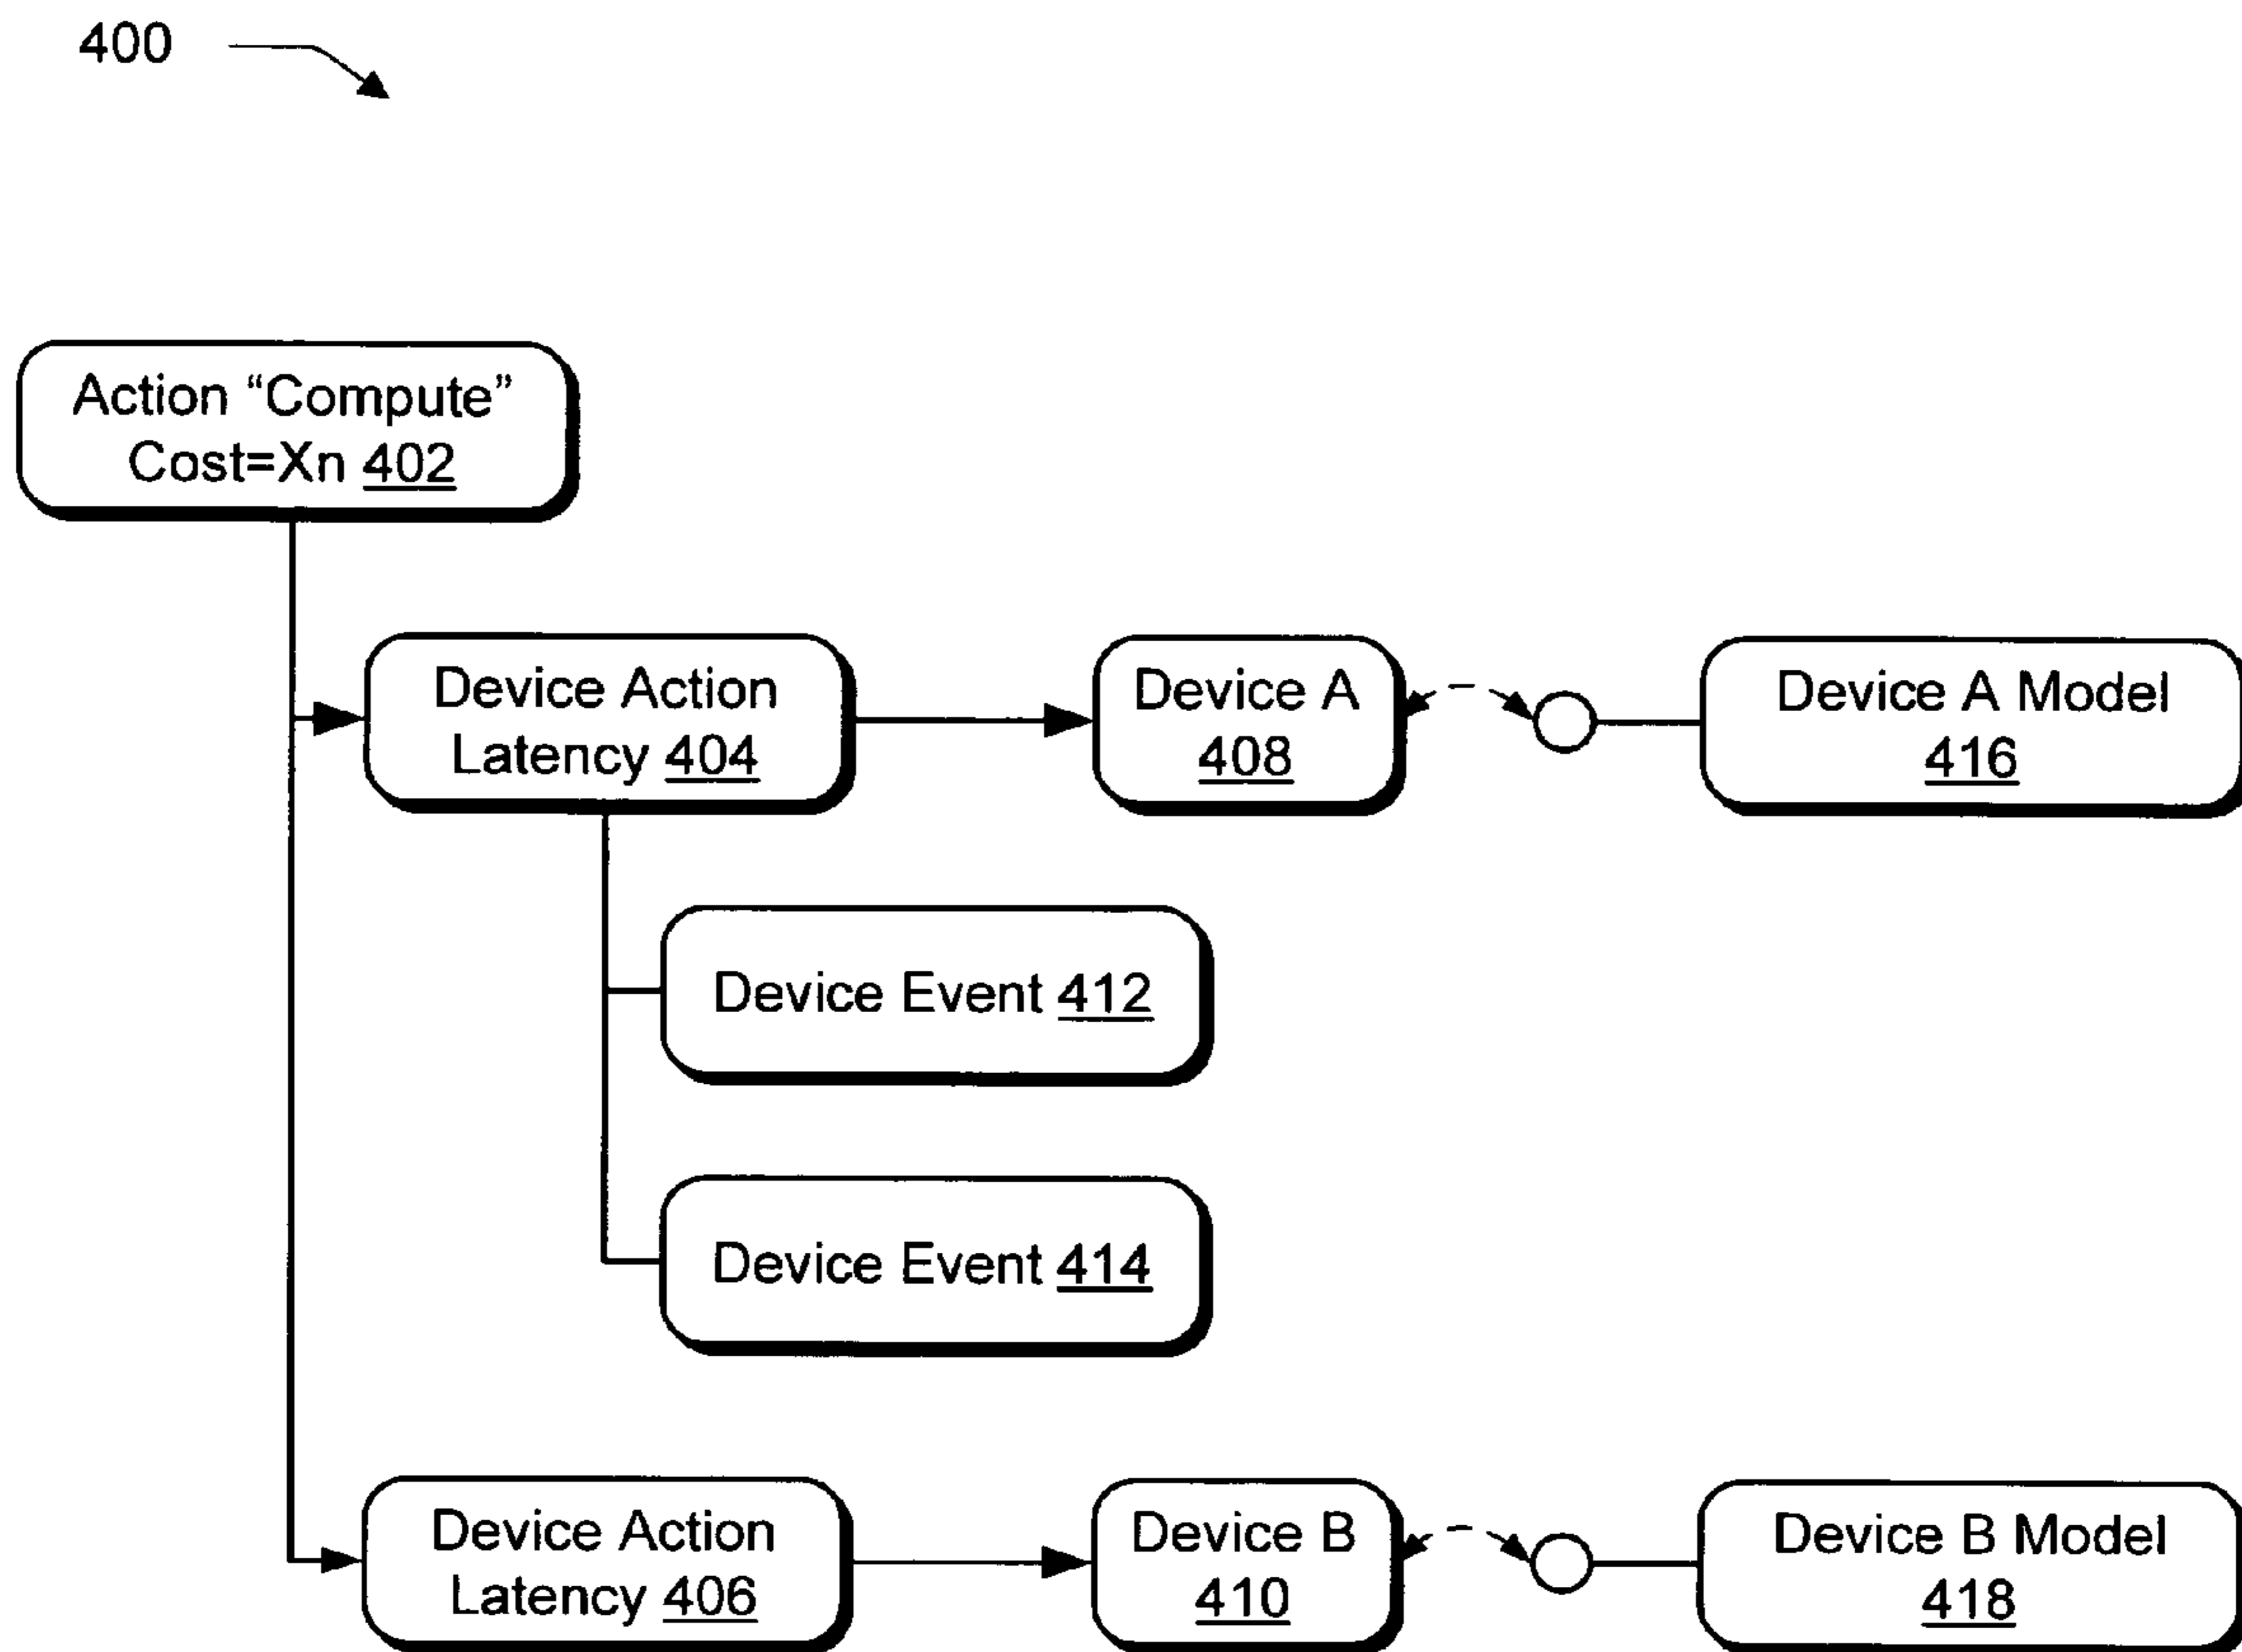 400
Action “Compute”
Cost=Xn 402
Device Action
Latency 404
Device A
408
Device A Model
416
Device Event 412
Device Event 414
Device Action
Latency 406
Device B
410
Device B Model
418